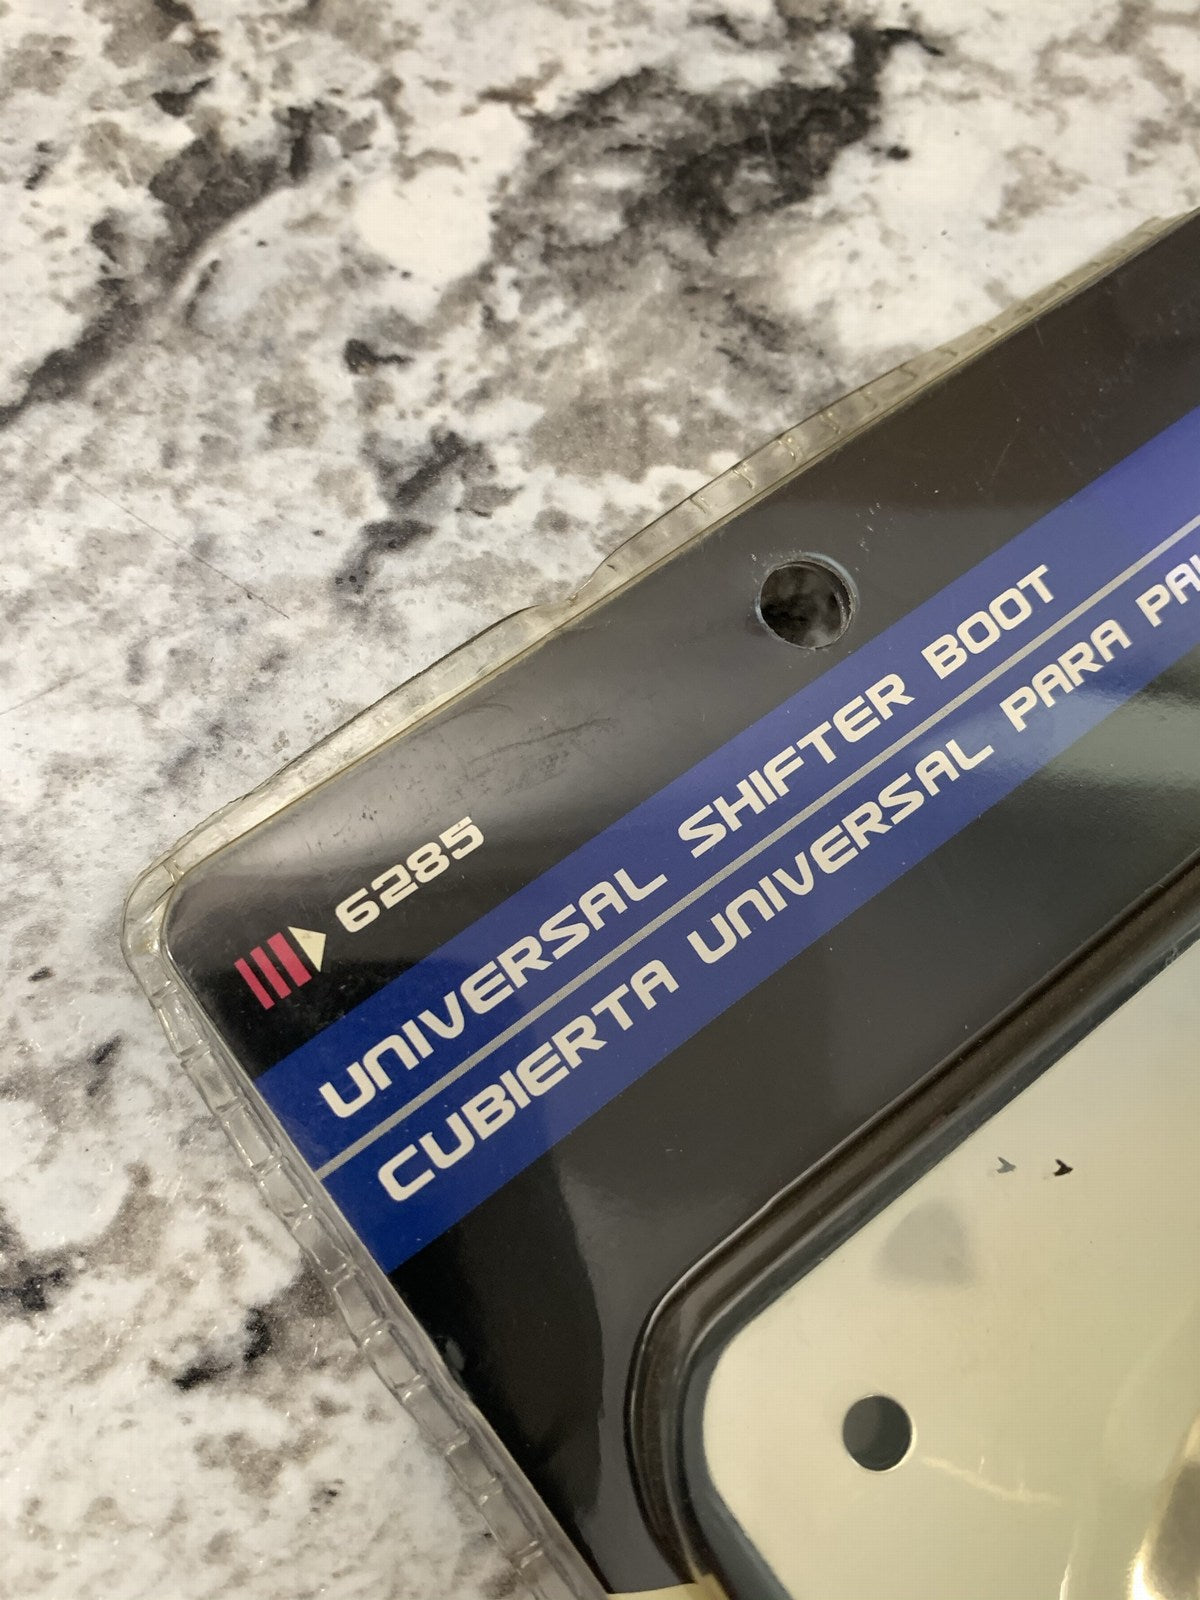 6285
UNIVERSAL SHIFTER BOOT
CUBIERTA UNIVERSAL PARA